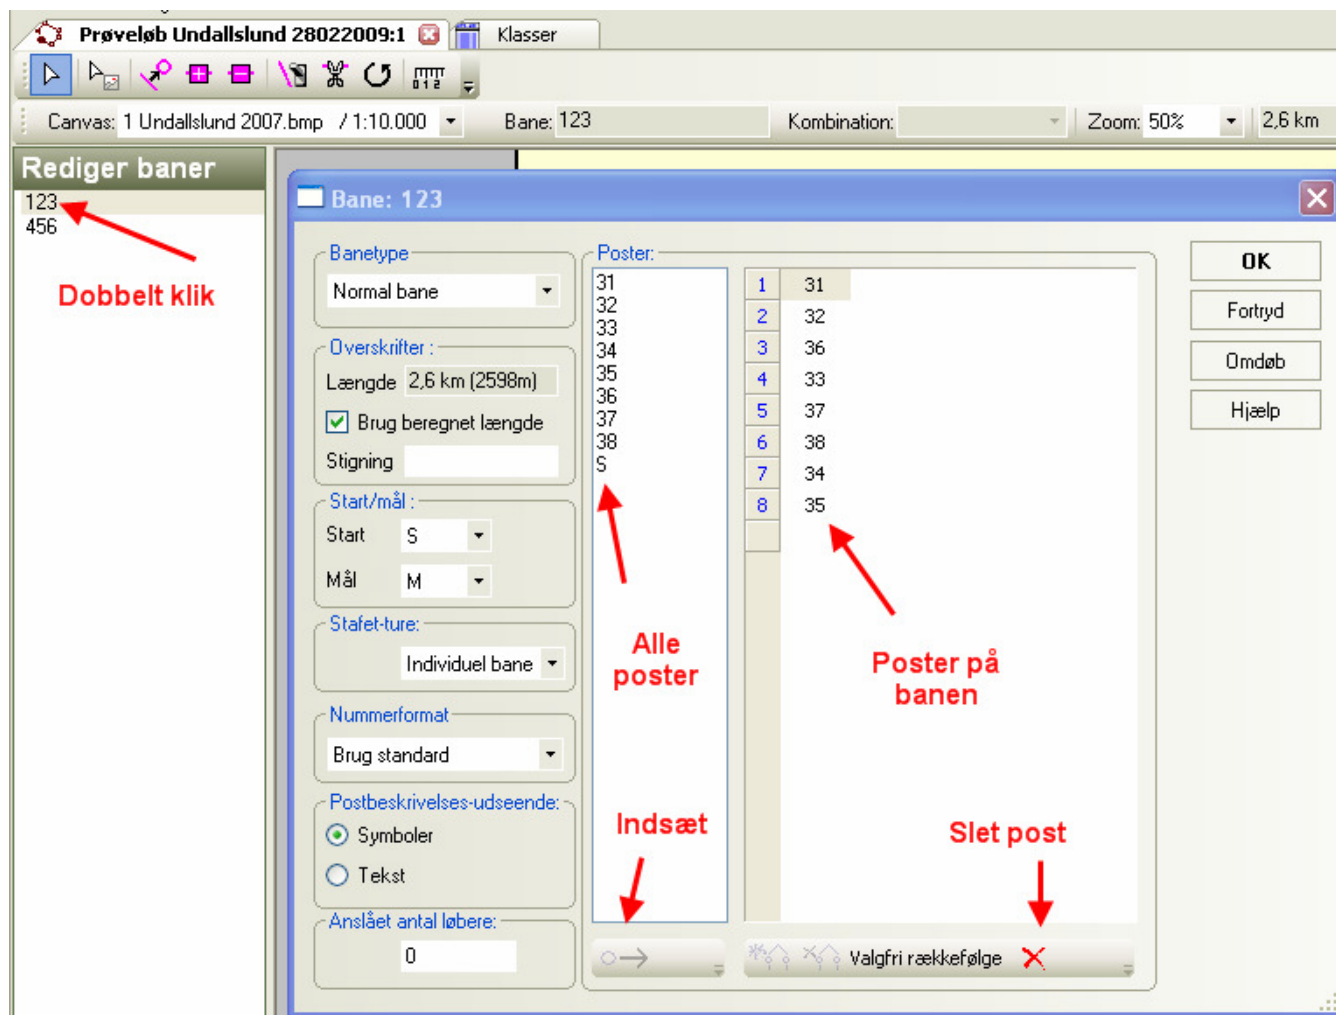 Prøveløb Undallslund 28022009:1
Klasser
0 1 2
Canvas: 1 Undallslund 2007.bmp / 1:10.000
Bane: 123
Kombination:
Zoom: 50%
2,6 km
Rediger baner
123
456
Dobbelt klik
Bane: 123
Banetype
Normal bane
Overskrifter :
Længde 2,6 km (2598m)
Brug beregnet længde
Stigning
Start/mål :
Start S
Mål M
Stafet-ture:
Individuel bane
Nummerformat
Brug standard
Postbeskrivelses-udseende:
Symboler
Tekst
Anslået antal løbere:
0
Poster:
31
32
33
34
35
36
37
38
S
Alle
poster
Indsæt
1 31
2 32
3 36
4 33
5 37
6 38
7 34
8 35
Poster på
banen
Slet post
Valgfri rækkefølge
OK
Fortryd
Omdøb
Hjælp